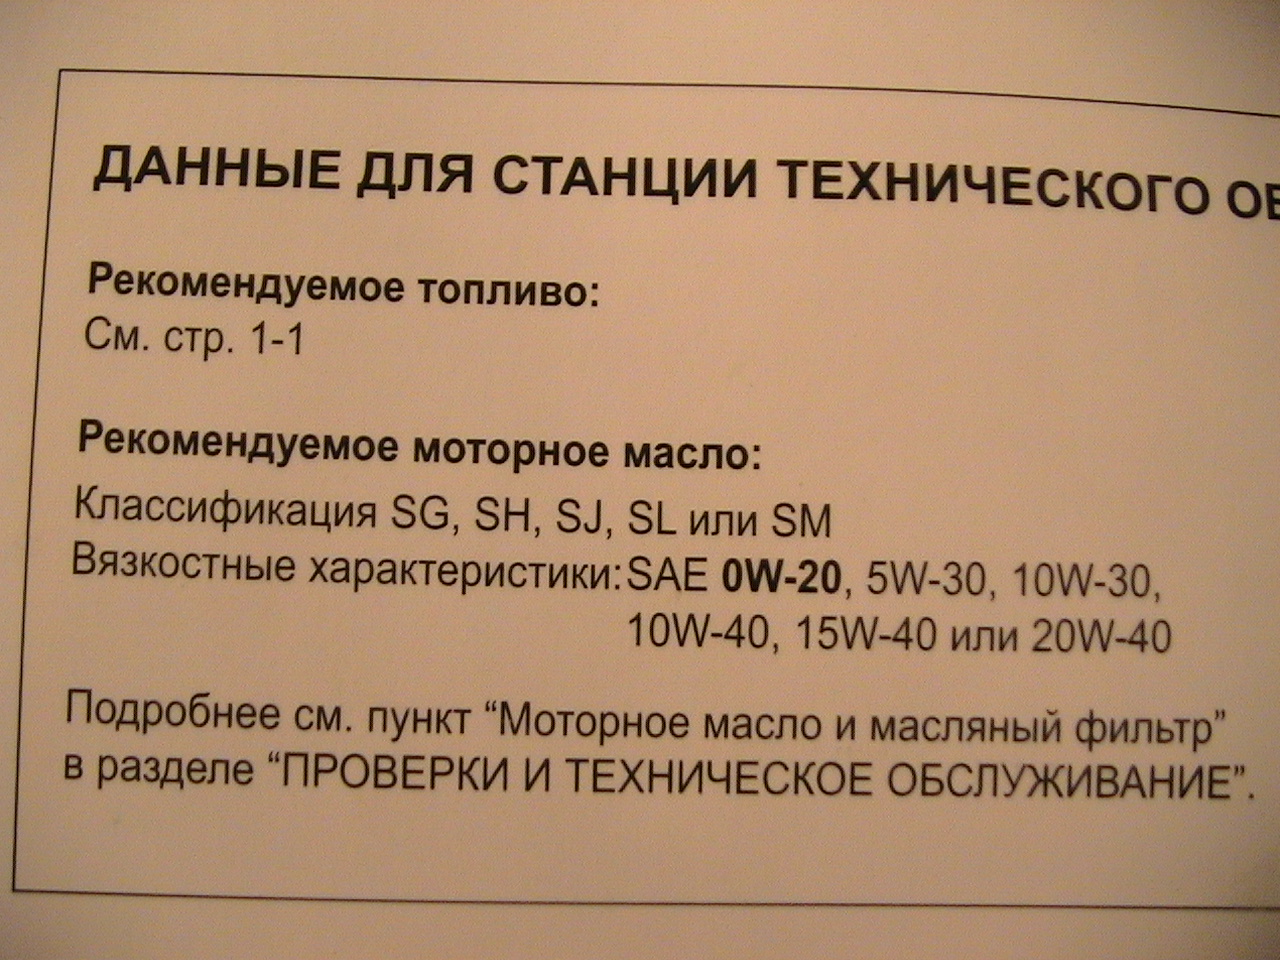 ДАННЫЕ ДЛЯ СТАНЦИИ ТЕХНИЧЕСКОГО ОБ
Рекомендуемое топливо:
См. стр. 1-1
Рекомендуемое моторное масло:
Классификация SG, SH, SJ, SL или SM
Вязкостные характеристики: SAE 0W-20, 5W-30, 10W-30,
10W-40, 15W-40 или 20W-40
Подробнее см. пункт “Моторное масло и масляный фильтр”
в разделе “ПРОВЕРКИ И ТЕХНИЧЕСКОЕ ОБСЛУЖИВАНИЕ”.